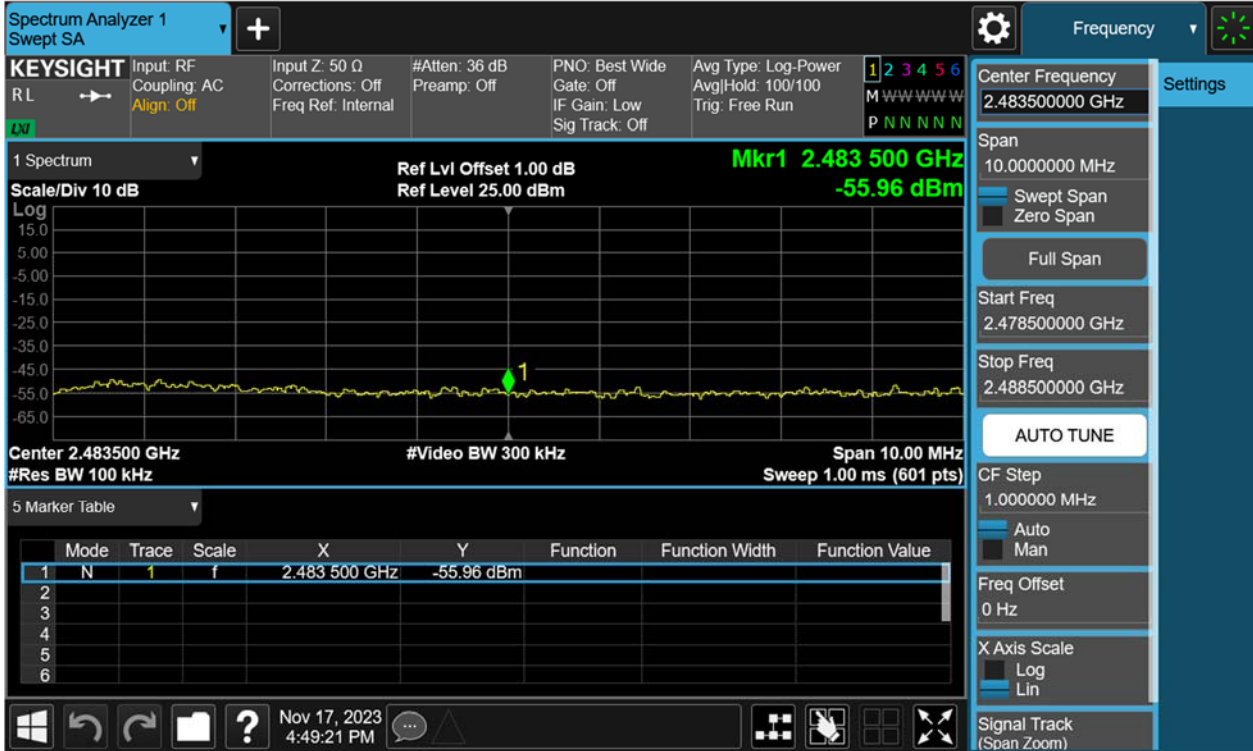 Spectrum Analyzer 1
Swept SA
Frequency
KEYSIGHT
R L
LXI
Input: RF
Coupling: AC
Align: Off
Input Z: 50 Ω
Corrections: Off
Freq Ref: Internal
#Atten: 36 dB
Preamp: Off
PNO: Best Wide
Gate: Off
IF Gain: Low
Sig Track: Off
Avg Type: Log-Power
Avg|Hold: 100/100
Trig: Free Run
1 2 3 4 5 6
M W W W W W
P N N N N N
1 Spectrum
Scale/Div 10 dB
Ref Lvl Offset 1.00 dB
Ref Level 25.00 dBm
Mkr1 2.483 500 GHz
-55.96 dBm
Log
15.0
5.00
-5.00
-15.0
-25.0
-35.0
-45.0
-55.0
-65.0
1
Center 2.483500 GHz
#Video BW 300 kHz
Span 10.00 MHz
#Res BW 100 kHz
Sweep 1.00 ms (601 pts)
5 Marker Table
Mode Trace Scale X Y Function Function Width Function Value
1 N 1 f 2.483 500 GHz -55.96 dBm
2
3
4
5
6
Nov 17, 2023
4:49:21 PM
?
Center Frequency
2.483500000 GHz
Settings
Span
10.0000000 MHz
Swept Span
Zero Span
Full Span
Start Freq
2.478500000 GHz
Stop Freq
2.488500000 GHz
AUTO TUNE
CF Step
1.000000 MHz
Auto
Man
Freq Offset
0 Hz
X Axis Scale
Log
Lin
Signal Track
(Span Zoom)